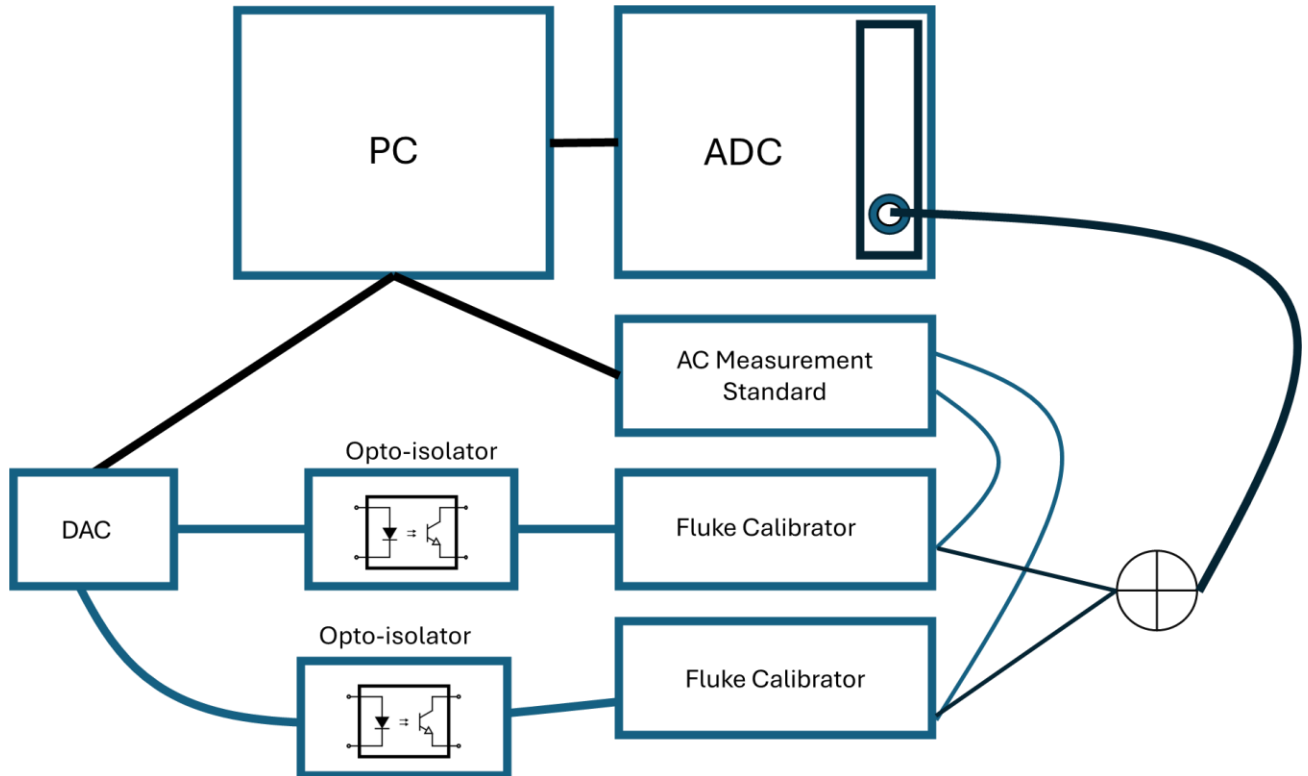 PC
ADC
AC Measurement
Standard
Opto-isolator
DAC
Fluke Calibrator
Opto-isolator
Fluke Calibrator